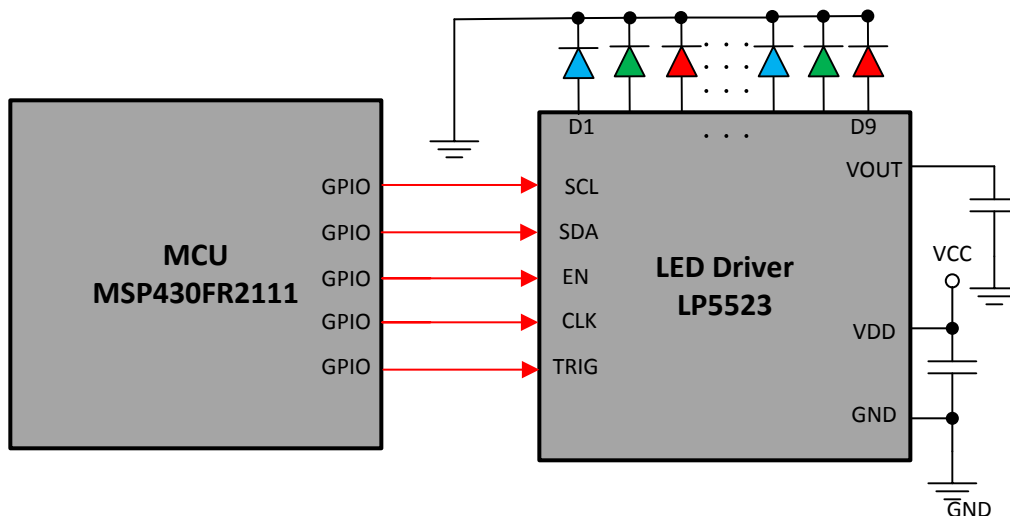 D1
D9
VOUT
GPIO
SCL
GPIO
SDA
MCU
MSP430FR2111
GPIO
EN
LED Driver
LP5523
VCC
GPIO
CLK
VDD
GPIO
TRIG
GND
GND